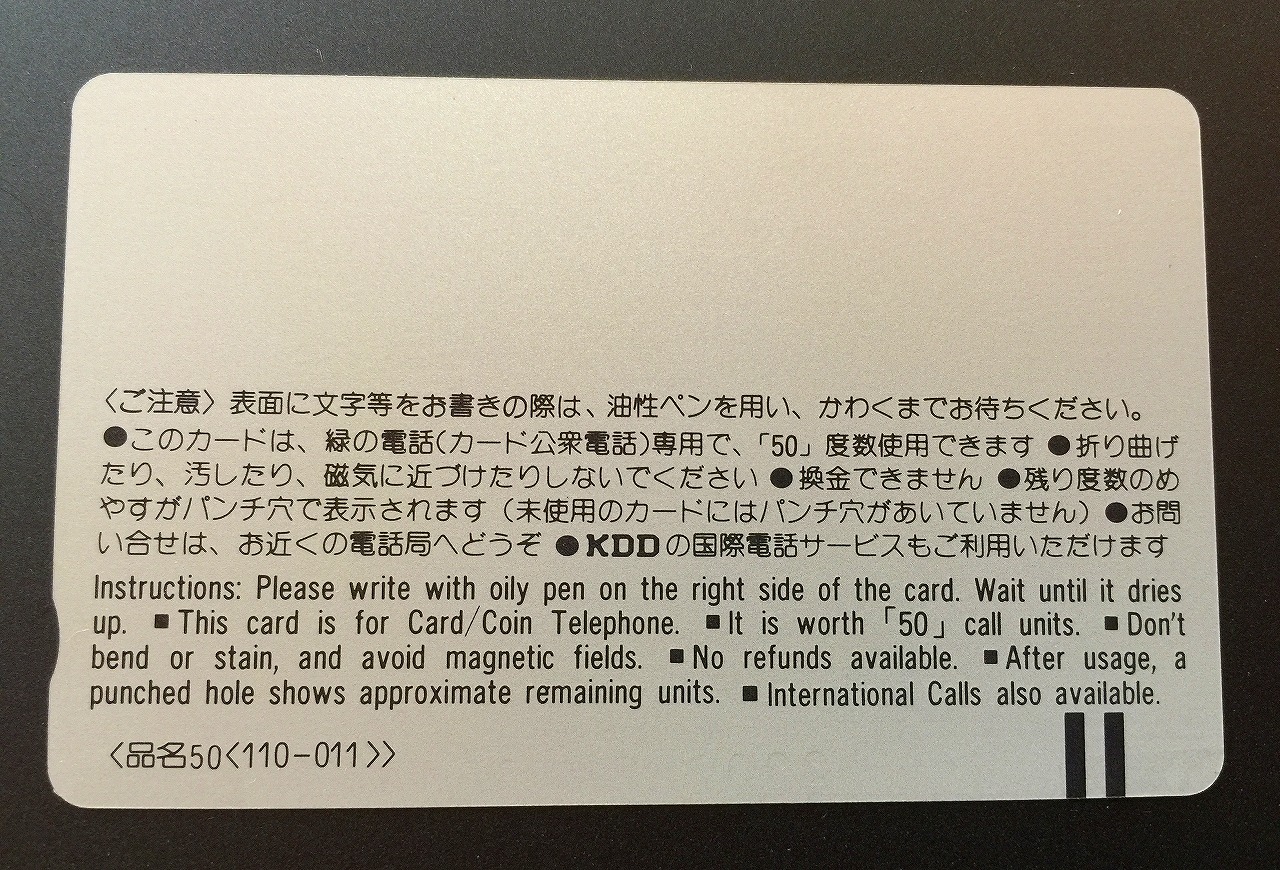 〈ご注意〉表面に文字等をお書きの際は、油性ペンを用い、かわくまでお待ちください。
●このカードは、緑の電話(カード公衆電話)専用で、「50」度数使用できます ●折り曲げ
たり、汚したり、磁気に近づけたりしないでください ●換金できません ●残り度数のめ
やすがパンチ穴で表示されます（未使用のカードにはパンチ穴があいていません）●お問
い合せは、お近くの電話局へどうぞ ●KDDの国際電話サービスもご利用いただけます
Instructions: Please write with oily pen on the right side of the card. Wait until it dries
up. ■This card is for Card/Coin Telephone. ■It is worth「50」call units. ■Don't
bend or stain, and avoid magnetic fields. ■No refunds available. ■After usage, a
punched hole shows approximate remaining units. ■International Calls also available.
〈品名50〈110-011〉〉